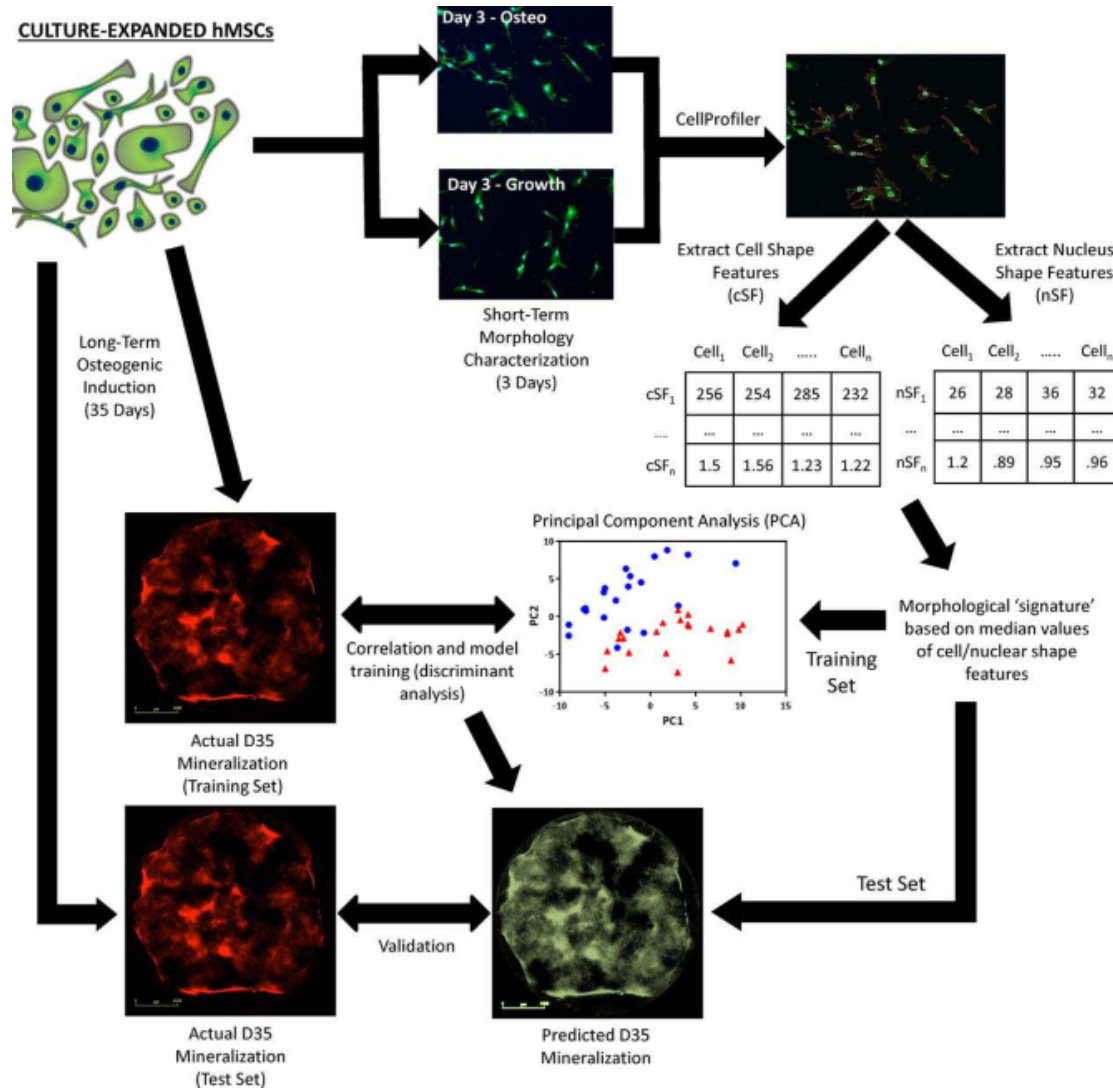 CULTURE-EXPANDED hMSCs
Day 3 - Osteo
Day 3 - Growth
Short-Term
Morphology
Characterization
(3 Days)
CellProfiler
Extract Cell Shape
Features
(cSF)
Extract Nucleus
Shape Features
(nSF)
Cell1 Cell2 ..... Celln
cSF1 256 254 285 232
..... .... .... .... ....
cSFn 1.5 1.56 1.23 1.22
Cell1 Cell2 ..... Celln
nSF1 26 28 36 32
... .... .... .... ....
nSFn 1.2 .89 .95 .96
Long-Term
Osteogenic
Induction
(35 Days)
Principal Component Analysis (PCA)
PC2
10
5
0
-5
-10
-10 -5 0 5 10 15
PC1
Morphological ‘signature’
based on median values
of cell/nuclear shape
features
Training
Set
Correlation and model
training (discriminant
analysis)
Actual D35
Mineralization
(Training Set)
Test Set
Validation
Actual D35
Mineralization
(Test Set)
Predicted D35
Mineralization